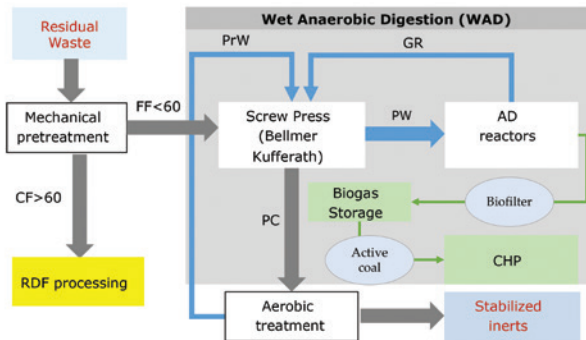 Wet Anaerobic Digestion (WAD)
Residual
Waste
PrW
GR
FF<60
Mechanical
pretreatment
Screw Press
(Bellmer
Kufferath)
PW
AD
reactors
CF>60
PC
Biogas
Storage
Biofilter
Active
coal
CHP
RDF processing
Aerobic
treatment
Stabilized
inerts